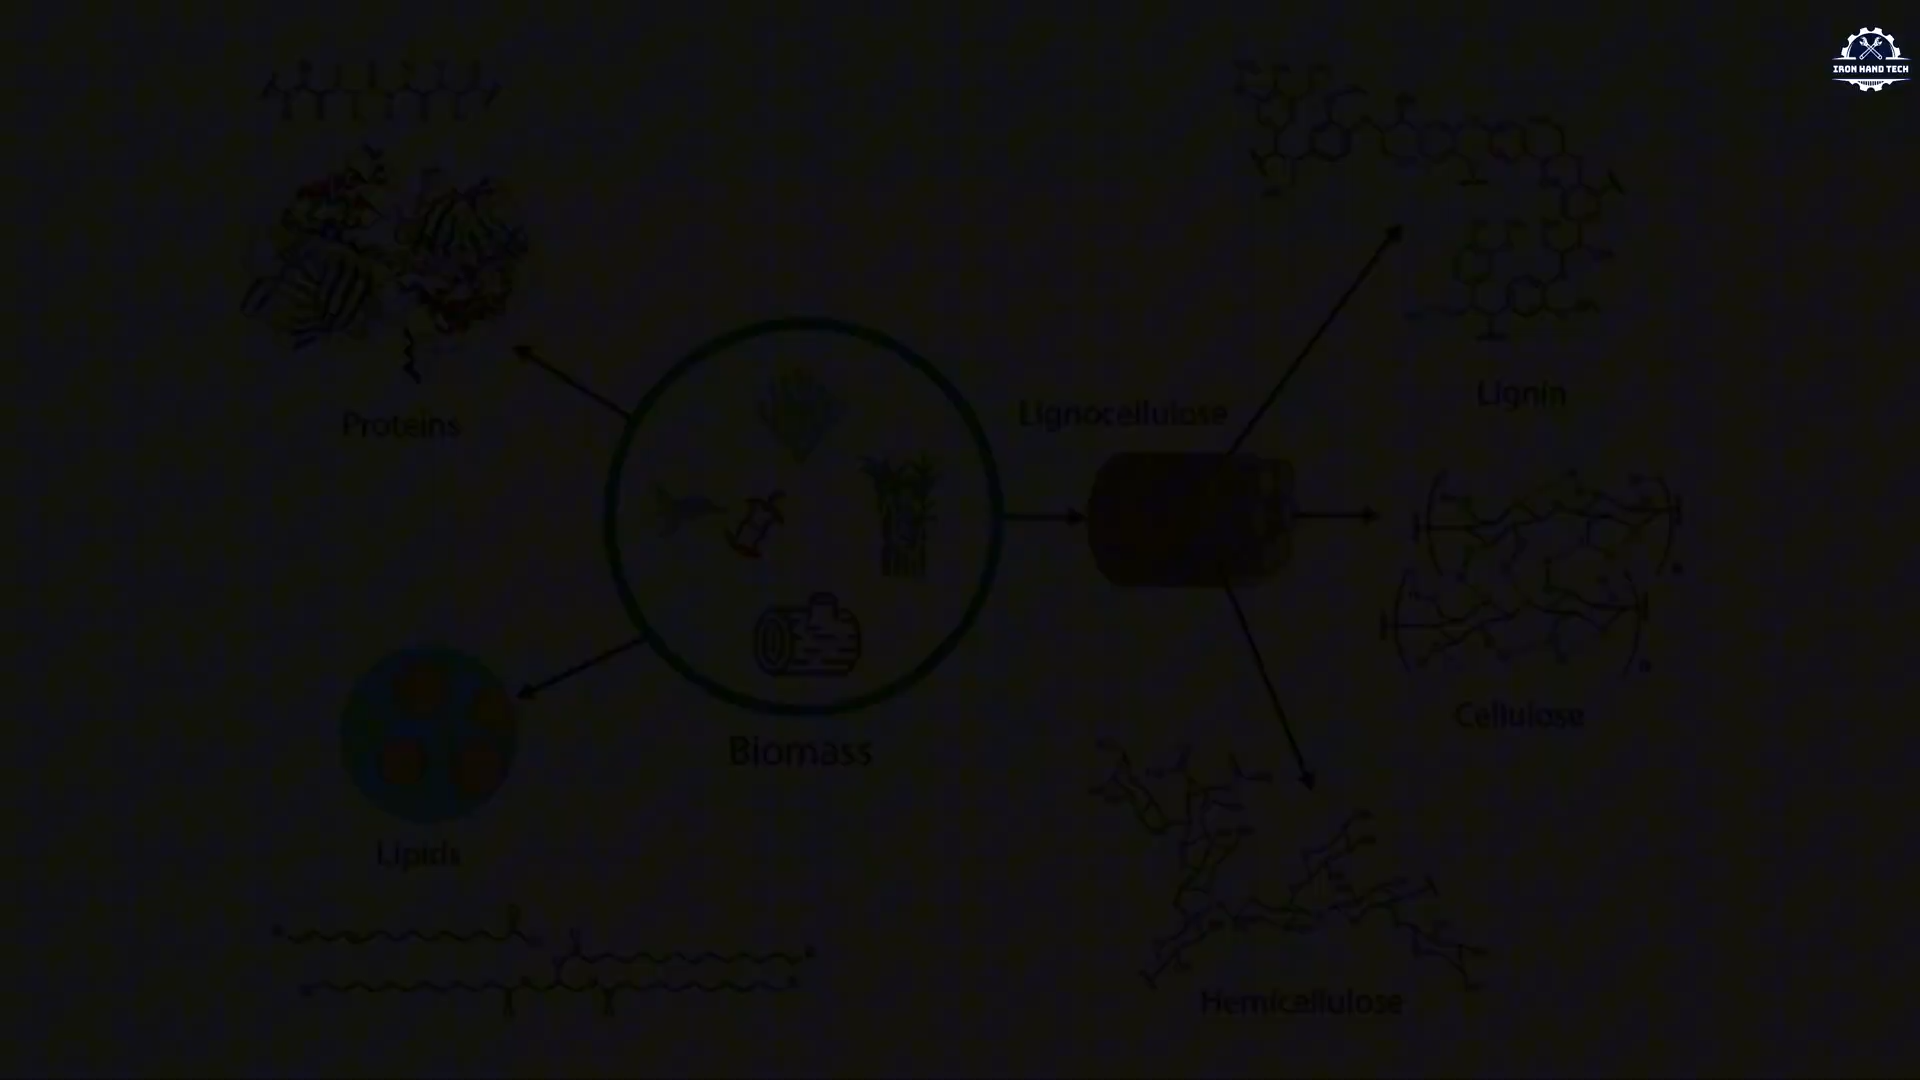 IRON HAND TECH
Proteins
Lignocellulose
Lignin
Cellulose
Biomass
Lipids
Hemicellulose